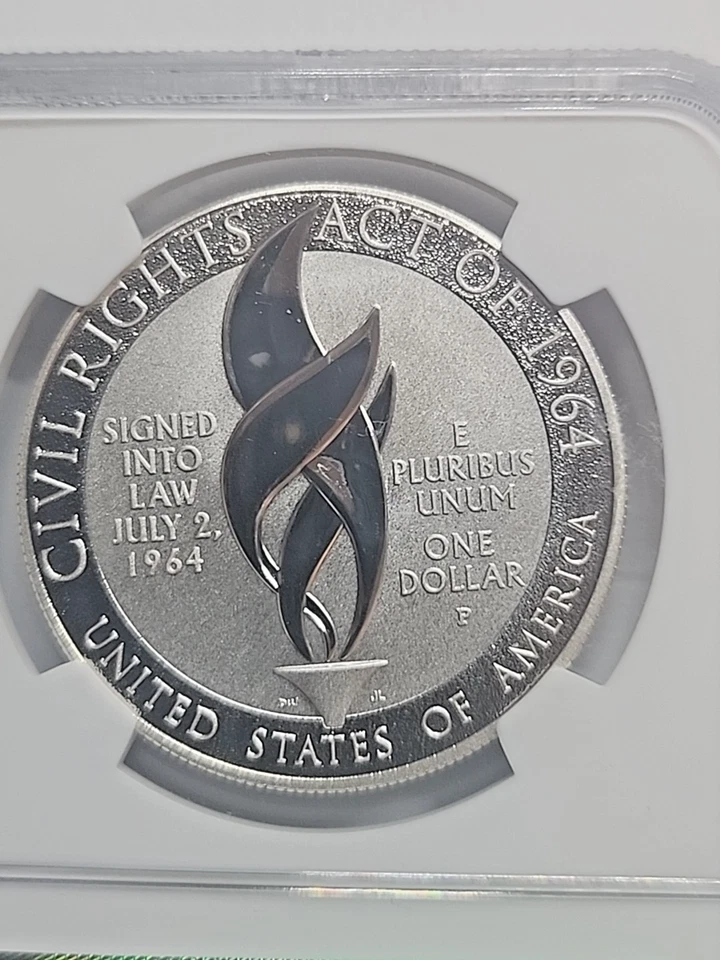 CIVIL RIGHTS ACT OF 1964
SIGNED
INTO
LAW
JULY 2,
1964
E
PLURIBUS
UNUM
ONE
DOLLAR
P
JL
UNITED STATES OF AMERICA